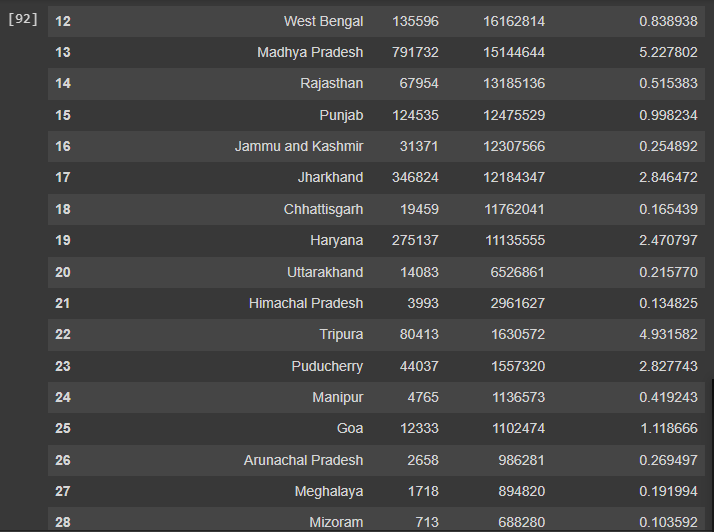 [92] 12 West Bengal 135596 16162814 0.838938
13 Madhya Pradesh 791732 15144644 5.227802
14 Rajasthan 67954 13185136 0.515383
15 Punjab 124535 12475529 0.998234
16 Jammu and Kashmir 31371 12307566 0.254892
17 Jharkhand 346824 12184347 2.846472
18 Chhattisgarh 19459 11762041 0.165439
19 Haryana 275137 11135555 2.470797
20 Uttarakhand 14083 6526861 0.215770
21 Himachal Pradesh 3993 2961627 0.134825
22 Tripura 80413 1630572 4.931582
23 Puducherry 44037 1557320 2.827743
24 Manipur 4765 1136573 0.419243
25 Goa 12333 1102474 1.118666
26 Arunachal Pradesh 2658 986281 0.269497
27 Meghalaya 1718 894820 0.191994
28 Mizoram 713 688280 0.103592